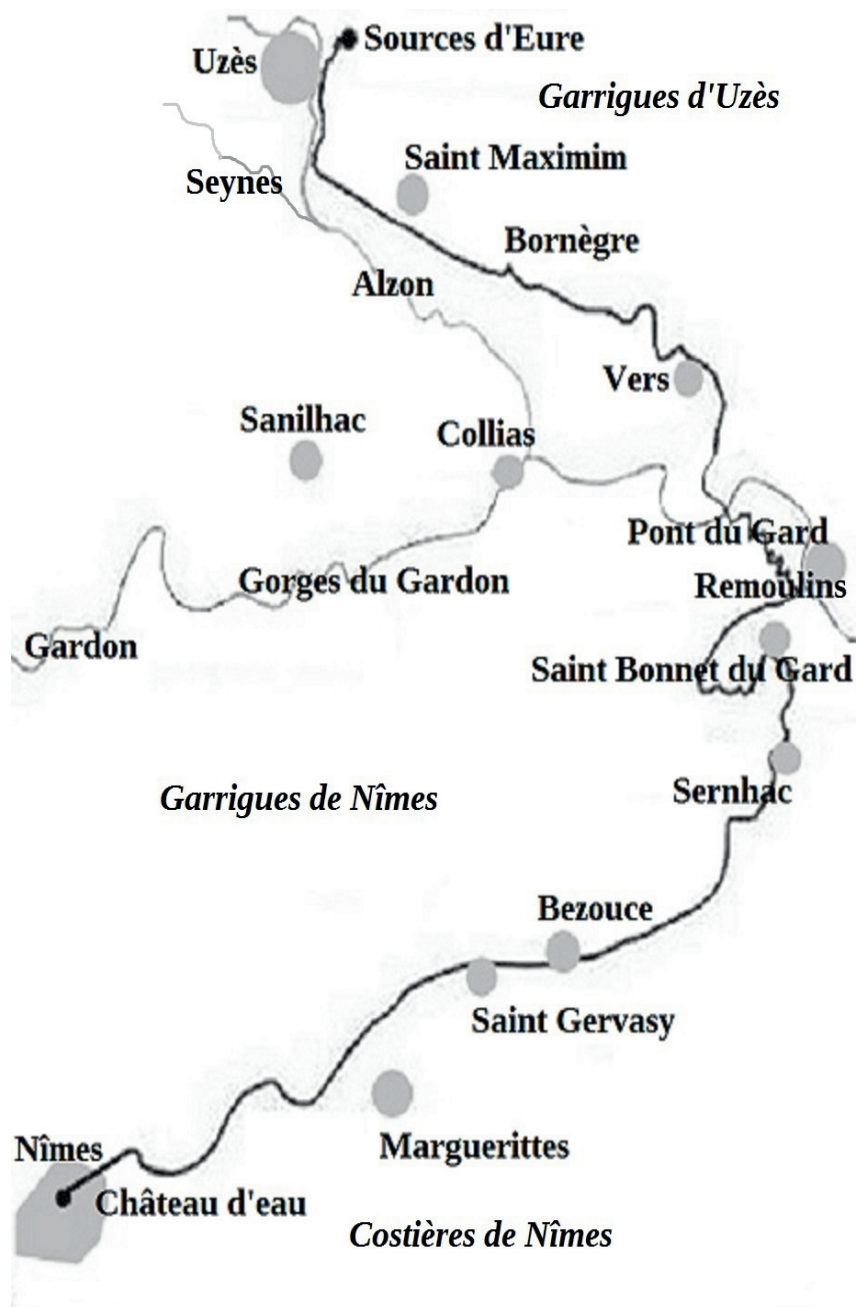 Sources d'Eure
Uzès
Garrigues d'Uzès
Saint Maximim
Seynes
Bornègre
Alzon
Vers
Sanilhac
Collias
Pont du Gard
Gorges du Gardon
Remoulins
Gardon
Saint Bonnet du Gard
Sernhac
Garrigues de Nîmes
Bezouce
Saint Gervasy
Marguerittes
Nîmes
Château d'eau
Costières de Nîmes